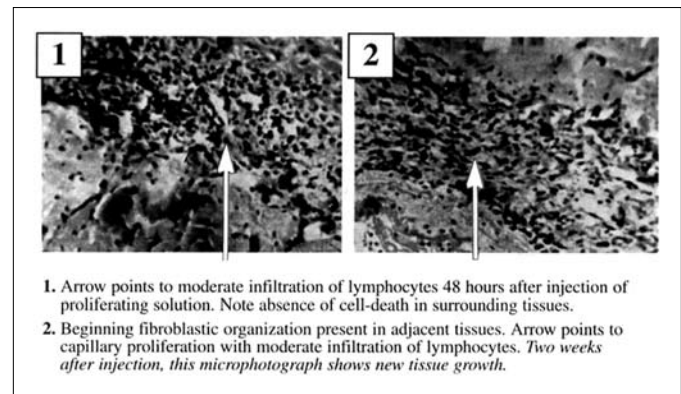 1
2
1. Arrow points to moderate infiltration of lymphocytes 48 hours after injection of
proliferating solution. Note absence of cell-death in surrounding tissues.
2. Beginning fibroblastic organization present in adjacent tissues. Arrow points to
capillary proliferation with moderate infiltration of lymphocytes. Two weeks
after injection, this microphotograph shows new tissue growth.